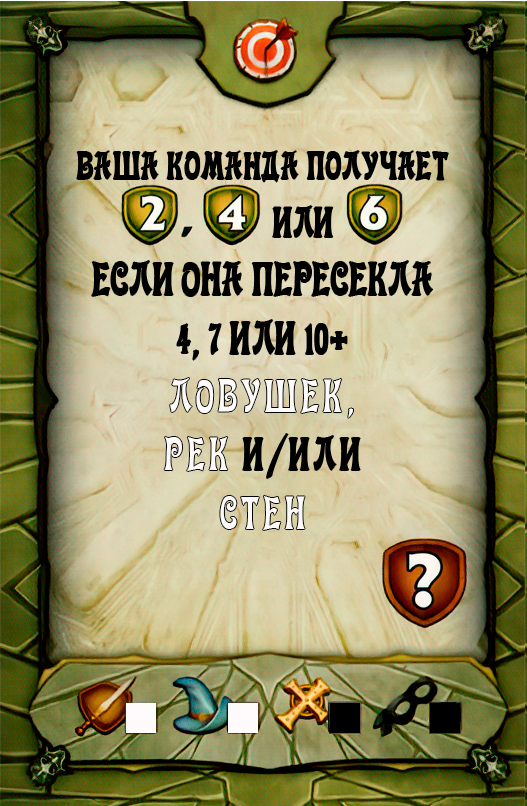 ВАША КОМАНДА ПОЛУЧАЕТ
2, 4 ИЛИ 6
ЕСЛИ ОНА ПЕРЕСЕКЛА
4, 7 ИЛИ 10+
ЛОВУШЕК,
РЕК И/ИЛИ
СТЕН
?